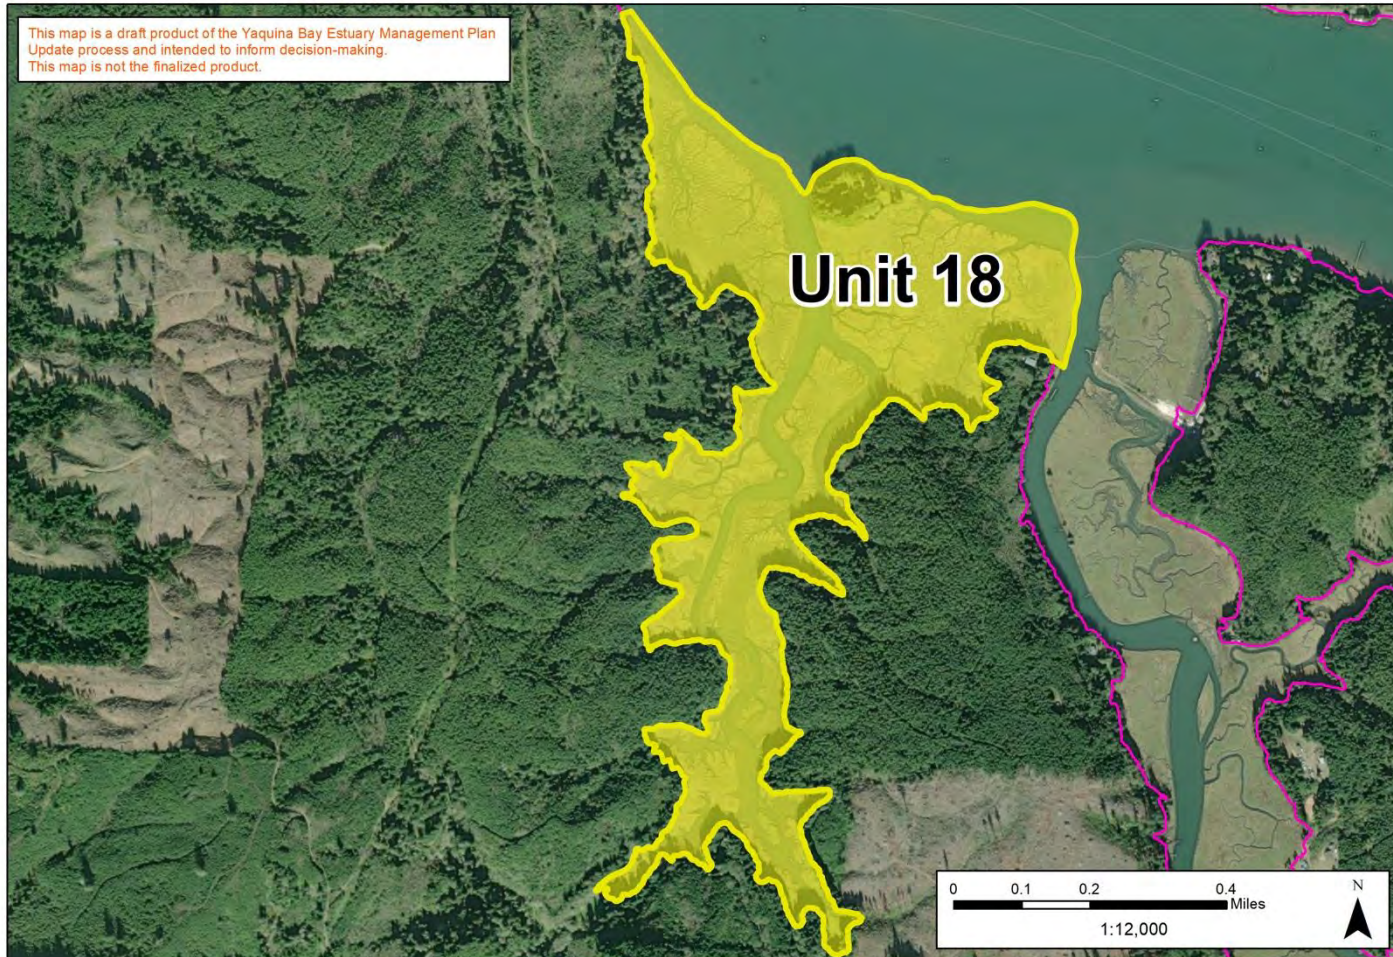 This map is a draft product of the Yaquina Bay Estuary Management Plan
Update process and intended to inform decision-making.
This map is not the finalized product.
Unit 18
0 0.1 0.2 0.4
Miles
1:12,000
N